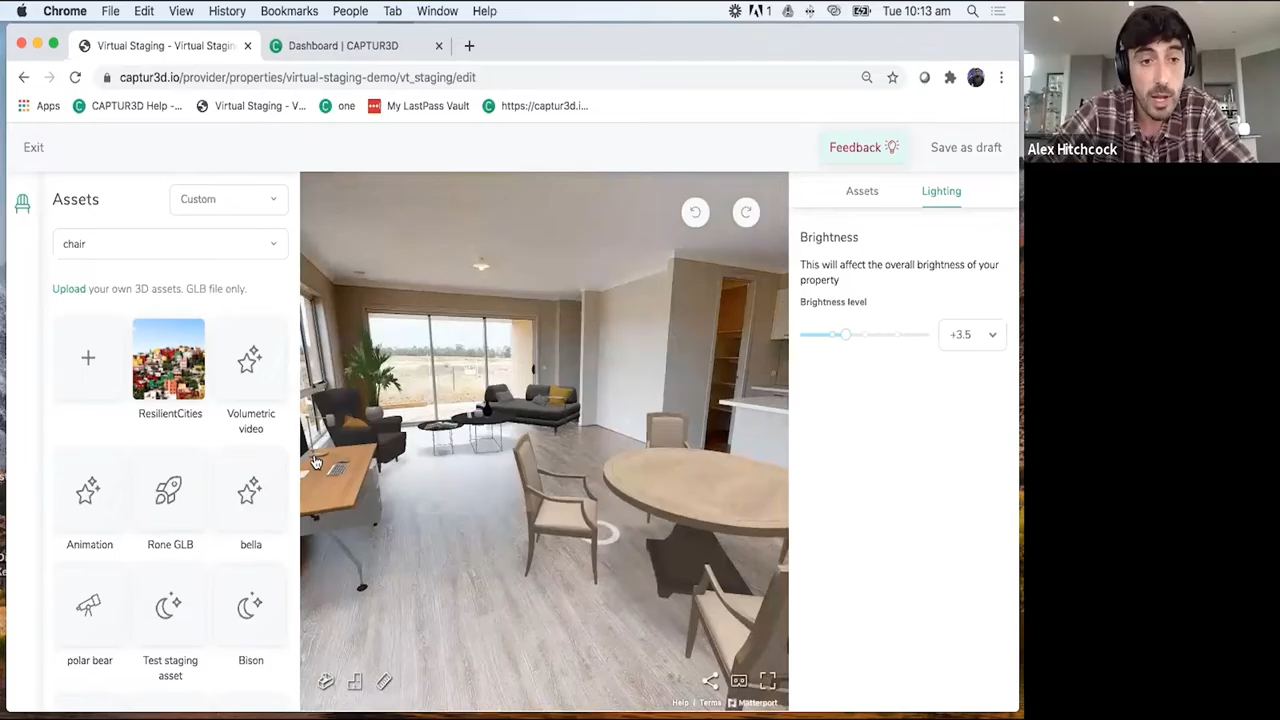 Chrome File Edit View History Bookmarks People Tab Window Help
1 Tue 10:13 am
Virtual Staging - Virtual Stagin
Dashboard | CAPTUR3D
captur3d.io/provider/properties/virtual-staging-demo/vt_staging/edit
Apps CAPTUR3D Help -... Virtual Staging - V... one My LastPass Vault https://captur3d.i...
Exit
Feedback
Save as draft
Alex Hitchcock
Assets
Custom
chair
Upload your own 3D assets. GLB file only.
ResilientCities
Volumetric
video
Animation
Rone GLB
bella
polar bear
Test staging
asset
Bison
Help | Terms Matterport
Assets
Lighting
Brightness
This will affect the overall brightness of your
property
Brightness level
+3.5